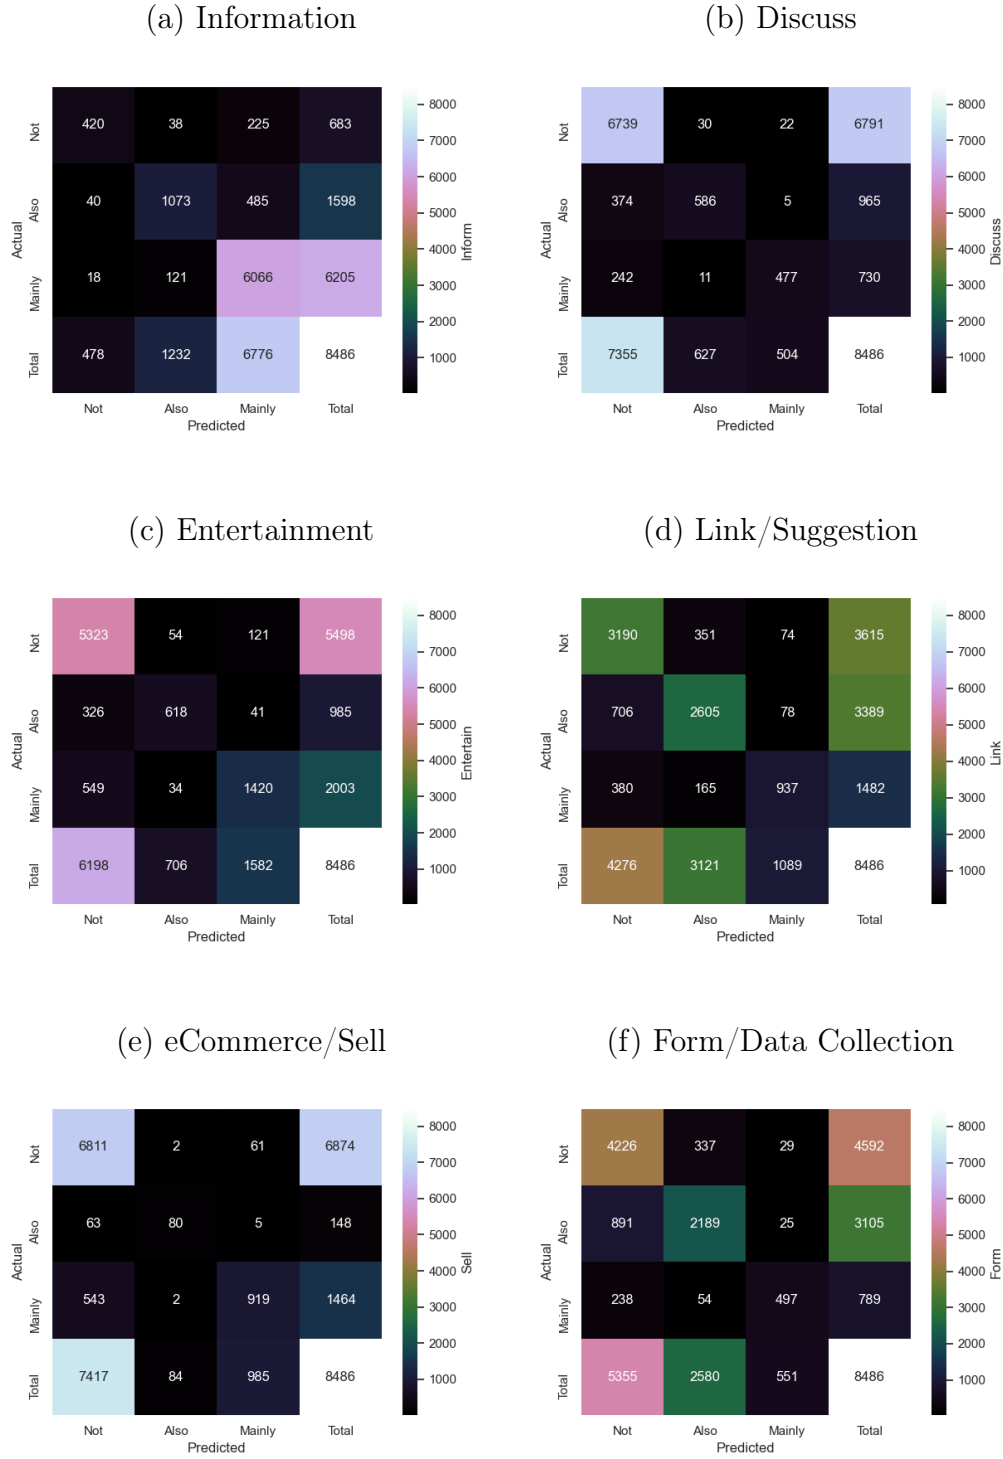 (a) Information
(b) Discuss
Not 420 38 225 683
Also 40 1073 485 1598
Mainly 18 121 6066 6205
Total 478 1232 6776 8486
Not Also Mainly Total
Predicted
Actual
8000
7000
6000
5000
4000
3000
2000
1000
Inform
Not 6739 30 22 6791
Also 374 586 5 965
Mainly 242 11 477 730
Total 7355 627 504 8486
Not Also Mainly Total
Predicted
Actual
8000
7000
6000
5000
4000
3000
2000
1000
Discuss
(c) Entertainment
(d) Link/Suggestion
Not 5323 54 121 5498
Also 326 618 41 985
Mainly 549 34 1420 2003
Total 6198 706 1582 8486
Not Also Mainly Total
Predicted
Actual
8000
7000
6000
5000
4000
3000
2000
1000
Entertain
Not 3190 351 74 3615
Also 706 2605 78 3389
Mainly 380 165 937 1482
Total 4276 3121 1089 8486
Not Also Mainly Total
Predicted
Actual
8000
7000
6000
5000
4000
3000
2000
1000
Link
(e) eCommerce/Sell
(f) Form/Data Collection
Not 6811 2 61 6874
Also 63 80 5 148
Mainly 543 2 919 1464
Total 7417 84 985 8486
Not Also Mainly Total
Predicted
Actual
8000
7000
6000
5000
4000
3000
2000
1000
Sell
Not 4226 337 29 4592
Also 891 2189 25 3105
Mainly 238 54 497 789
Total 5355 2580 551 8486
Not Also Mainly Total
Predicted
Actual
8000
7000
6000
5000
4000
3000
2000
1000
Form